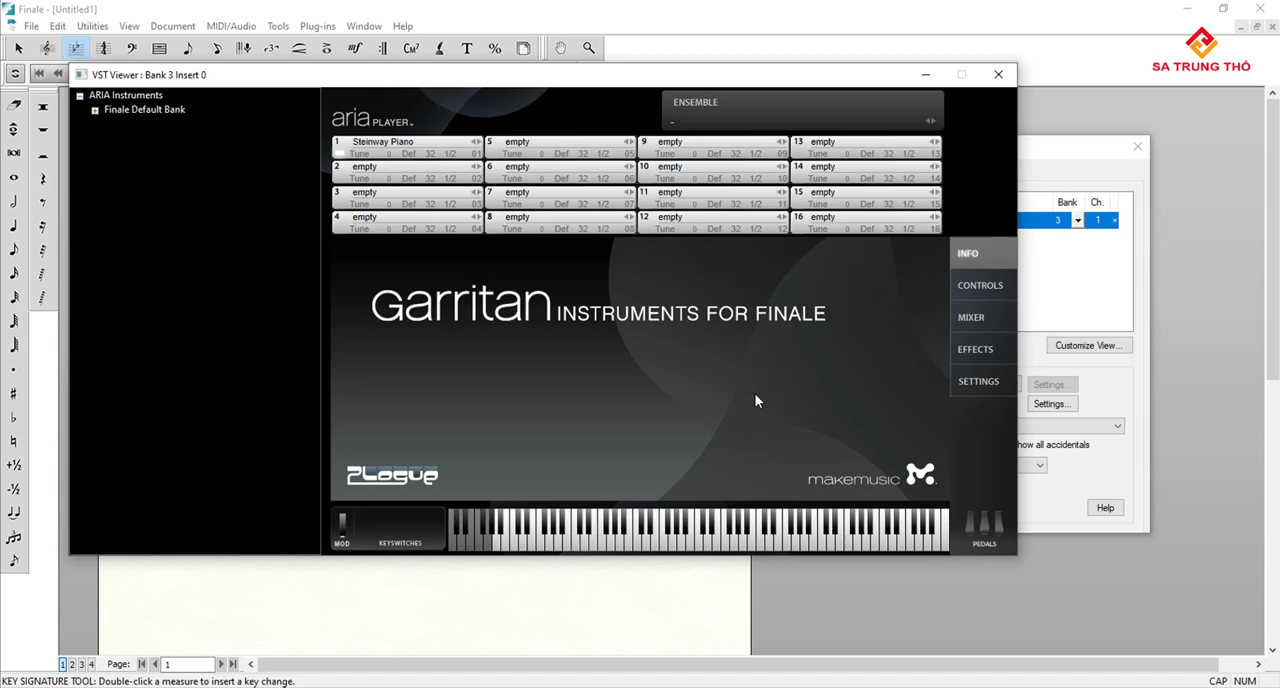 Finale - [Untitled1]
File Edit Utilities View Document MIDI/Audio Tools Plug-ins Window Help
mf CM7 T %
SA TRUNG THỔ
VST Viewer : Bank 3 Insert 0
ARIA Instruments
Finale Default Bank
aria PLAYER™
ENSEMBLE
-
1 Steinway Piano 5 empty 9 empty 13 empty
Tune 0 Def 32 1/2 01 Tune 0 Def 32 1/2 05 Tune 0 Def 32 1/2 09 Tune 0 Def 32 1/2 13
2 empty 6 empty 10 empty 14 empty
Tune 0 Def 32 1/2 02 Tune 0 Def 32 1/2 06 Tune 0 Def 32 1/2 10 Tune 0 Def 32 1/2 14
3 empty 7 empty 11 empty 15 empty
Tune 0 Def 32 1/2 03 Tune 0 Def 32 1/2 07 Tune 0 Def 32 1/2 11 Tune 0 Def 32 1/2 15
4 empty 8 empty 12 empty 16 empty
Tune 0 Def 32 1/2 04 Tune 0 Def 32 1/2 08 Tune 0 Def 32 1/2 12 Tune 0 Def 32 1/2 16
Bank Ch.
3 1
GARRITAN INSTRUMENTS FOR FINALE
INFO
CONTROLS
MIXER
EFFECTS
SETTINGS
Customize View...
Settings...
Settings...
how all accidentals
Help
+½
-½
PLOGUE
makemusic
MOD KEYSWITCHES
PEDALS
1 2 3 4 Page: 1
KEY SIGNATURE TOOL: Double-click a measure to insert a key change.
CAP NUM